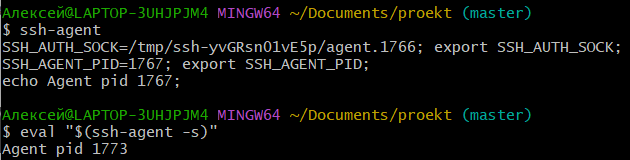 Алексей@LAPTOP-3UHJPJM4 MINGW64 ~/Documents/proekt (master)
$ ssh-agent
SSH_AUTH_SOCK=/tmp/ssh-yvGRsnO1vE5p/agent.1766; export SSH_AUTH_SOCK;
SSH_AGENT_PID=1767; export SSH_AGENT_PID;
echo Agent pid 1767;
Алексей@LAPTOP-3UHJPJM4 MINGW64 ~/Documents/proekt (master)
$ eval "$(ssh-agent -s)"
Agent pid 1773